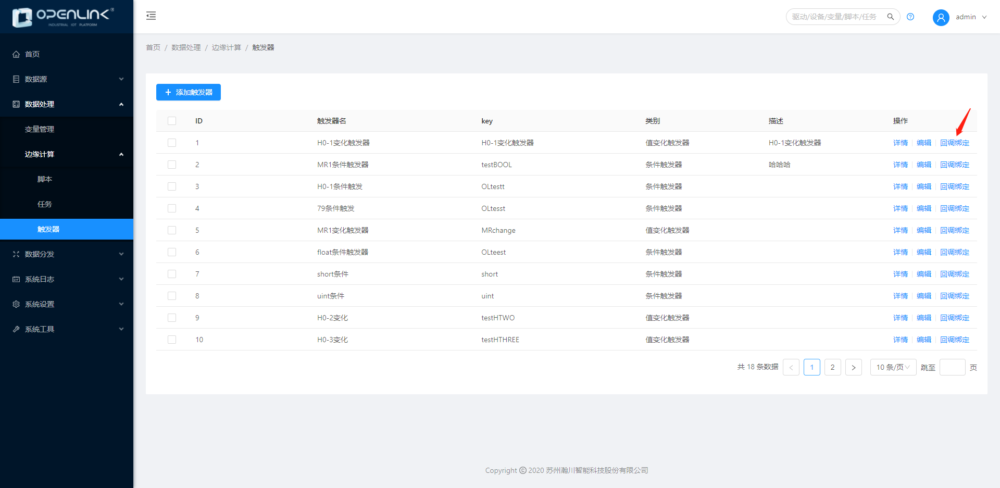 OPENLINK®
INDUSTRIAL IOT PLATFORM
首页
数据源
数据处理
变量管理
边缘计算
脚本
任务
触发器
数据分发
系统日志
系统设置
系统工具
驱动/设备/变量/脚本/任务
admin
首页 / 数据处理 / 边缘计算 / 触发器
+ 添加触发器
ID 触发器名 key 类别 描述 操作
1 H0-1变化触发器 H0-1变化触发器 值变化触发器 H0-1变化触发器 详情 编辑 回调绑定
2 MR1条件触发器 testBOOL 条件触发器 哈哈哈 详情 编辑 回调绑定
3 H0-1条件触发 OLtestt 条件触发器 详情 编辑 回调绑定
4 79条件触发 OLtesst 条件触发器 详情 编辑 回调绑定
5 MR1变化触发器 MRchange 值变化触发器 详情 编辑 回调绑定
6 float条件触发器 OLteest 条件触发器 详情 编辑 回调绑定
7 short条件 short 条件触发器 详情 编辑 回调绑定
8 uint条件 uint 条件触发器 详情 编辑 回调绑定
9 H0-2变化 testHTWO 值变化触发器 详情 编辑 回调绑定
10 H0-3变化 testHTHREE 值变化触发器 详情 编辑 回调绑定
共 18 条数据 < 1 2 > 10 条/页 跳至 页
Copyright © 2020 苏州瀚川智能科技股份有限公司